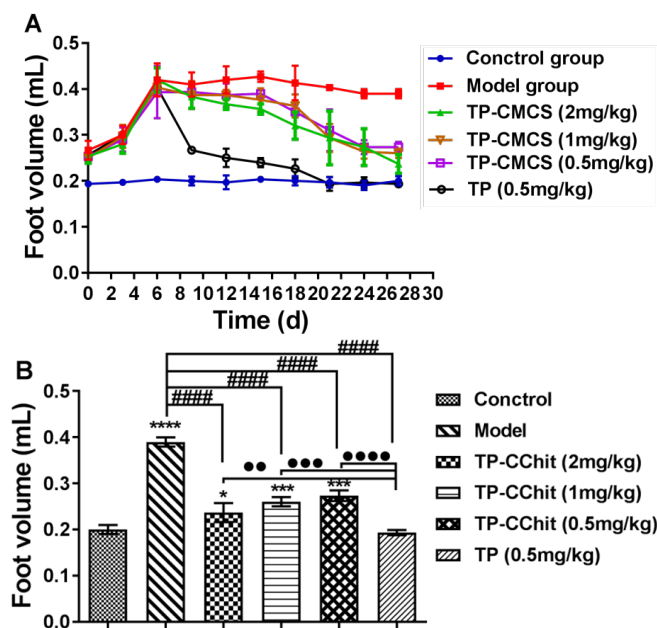 A
Foot volume (mL)
0.5
0.4
0.3
0.2
0.1
0.0
0 2 4 6 8 10 12 14 16 18 20 22 24 26 28 30
Time (d)
Conctrol group
Model group
TP-CMCS (2mg/kg)
TP-CMCS (1mg/kg)
TP-CMCS (0.5mg/kg)
TP (0.5mg/kg)
B
Foot volume (mL)
0.5
0.4
0.3
0.2
0.1
0.0
####
####
####
####
****
●● ●●● ●●●●
* *** ***
Conctrol
Model
TP-CChit (2mg/kg)
TP-CChit (1mg/kg)
TP-CChit (0.5mg/kg)
TP (0.5mg/kg)